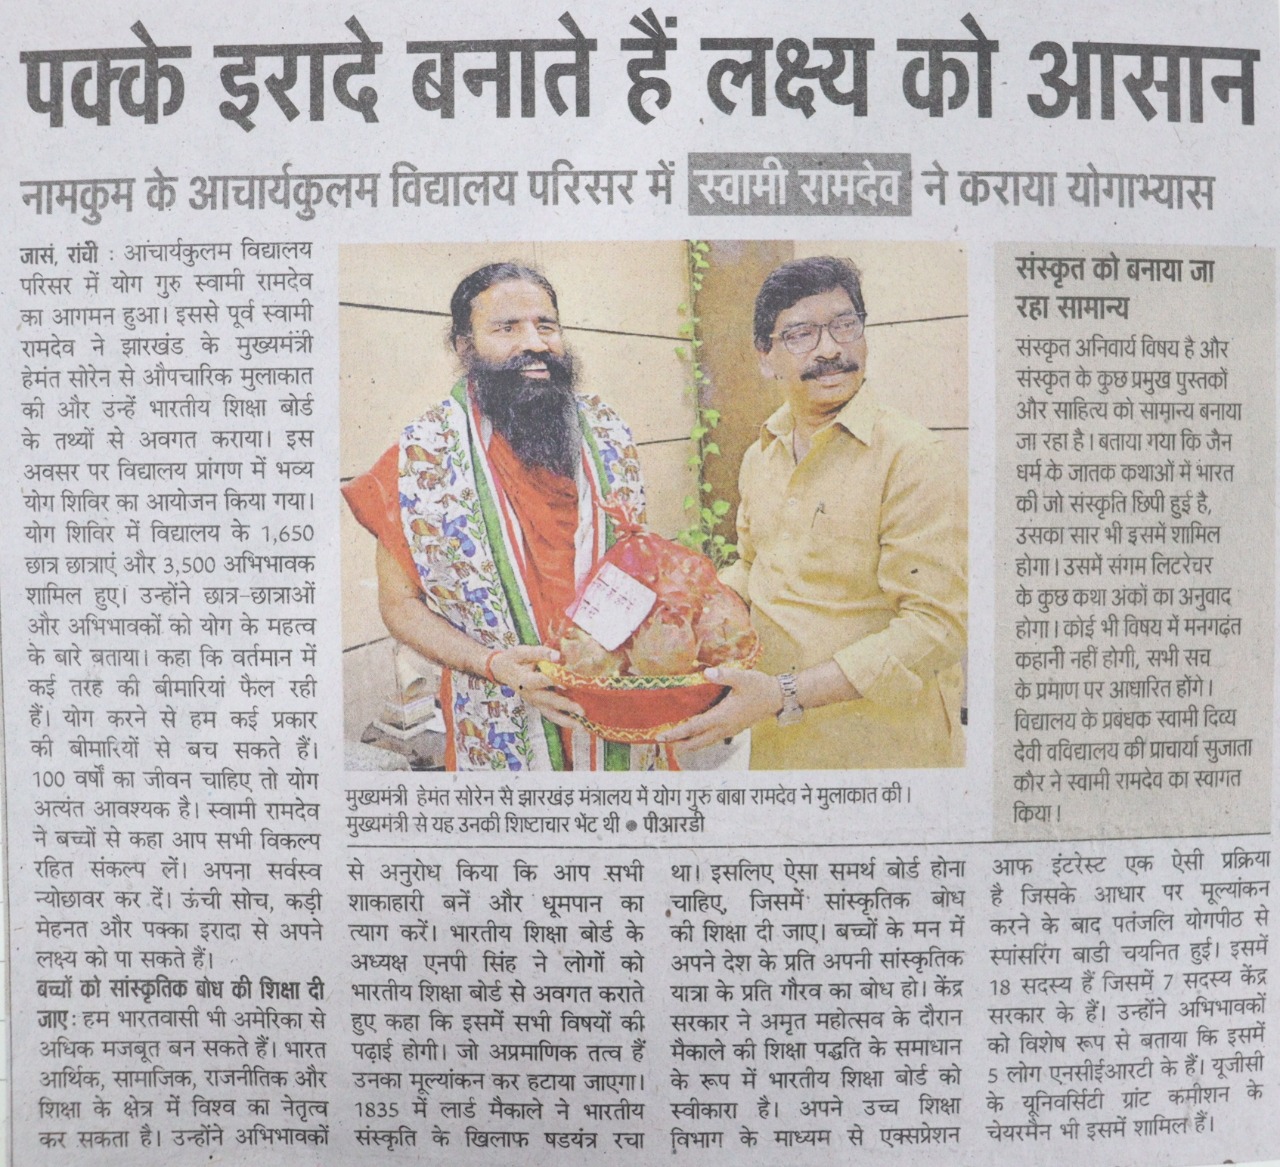 पक्के इरादे बनाते हैं लक्ष्य को आसान
नामकुम के आचार्यकुलम विद्यालय परिसर में स्वामी रामदेव ने कराया योगाभ्यास
जासं, रांची : आचार्यकुलम विद्यालय
परिसर में योग गुरु स्वामी रामदेव
का आगमन हुआ। इससे पूर्व स्वामी
रामदेव ने झारखंड के मुख्यमंत्री
हेमंत सोरेन से औपचारिक मुलाकात
की और उन्हें भारतीय शिक्षा बोर्ड
के तथ्यों से अवगत कराया। इस
अवसर पर विद्यालय प्रांगण में भव्य
योग शिविर का आयोजन किया गया।
योग शिविर में विद्यालय के 1,650
छात्र छात्राएं और 3,500 अभिभावक
शामिल हुए। उन्होंने छात्र-छात्राओं
और अभिभावकों को योग के महत्व
के बारे बताया। कहा कि वर्तमान में
कई तरह की बीमारियां फैल रही
हैं। योग करने से हम कई प्रकार
की बीमारियों से बच सकते हैं।
100 वर्षों का जीवन चाहिए तो योग
अत्यंत आवश्यक है। स्वामी रामदेव
ने बच्चों से कहा आप सभी विकल्प
रहित संकल्प लें। अपना सर्वस्व
न्योछावर कर दें। ऊंची सोच, कड़ी
मेहनत और पक्का इरादा से अपने
लक्ष्य को पा सकते हैं।
बच्चों को सांस्कृतिक बोध की शिक्षा दी
जाए : हम भारतवासी भी अमेरिका से
अधिक मजबूत बन सकते हैं। भारत
आर्थिक, सामाजिक, राजनीतिक और
शिक्षा के क्षेत्र में विश्व का नेतृत्व
कर सकता है। उन्होंने अभिभावकों
मुख्यमंत्री हेमंत सोरेन से झारखंड मंत्रालय में योग गुरु बाबा रामदेव ने मुलाकात की।
मुख्यमंत्री से यह उनकी शिष्टाचार भेंट थी ● पीआरडी
से अनुरोध किया कि आप सभी
शाकाहारी बनें और धूमपान का
त्याग करें। भारतीय शिक्षा बोर्ड के
अध्यक्ष एनपी सिंह ने लोगों को
भारतीय शिक्षा बोर्ड से अवगत कराते
हुए कहा कि इसमें सभी विषयों की
पढ़ाई होगी। जो अप्रमाणिक तत्व हैं
उनका मूल्यांकन कर हटाया जाएगा।
1835 में लार्ड मैकाले ने भारतीय
संस्कृति के खिलाफ षडयंत्र रचा
था। इसलिए ऐसा समर्थ बोर्ड होना
चाहिए, जिसमें सांस्कृतिक बोध
की शिक्षा दी जाए। बच्चों के मन में
अपने देश के प्रति अपनी सांस्कृतिक
यात्रा के प्रति गौरव का बोध हो। केंद्र
सरकार ने अमृत महोत्सव के दौरान
मैकाले की शिक्षा पद्धति के समाधान
के रूप में भारतीय शिक्षा बोर्ड को
स्वीकारा है। अपने उच्च शिक्षा
विभाग के माध्यम से एक्सप्रेशन
आफ इंटरेस्ट एक ऐसी प्रक्रिया
है जिसके आधार पर मूल्यांकन
करने के बाद पतंजलि योगपीठ से
स्पांसरिंग बाडी चयनित हुई। इसमें
18 सदस्य हैं जिसमें 7 सदस्य केंद्र
सरकार के हैं। उन्होंने अभिभावकों
को विशेष रूप से बताया कि इसमें
5 लोग एनसीईआरटी के हैं। यूजीसी
के यूनिवर्सिटी ग्रांट कमीशन के
चेयरमैन भी इसमें शामिल हैं।
संस्कृत को बनाया जा
रहा सामान्य
संस्कृत अनिवार्य विषय है और
संस्कृत के कुछ प्रमुख पुस्तकों
और साहित्य को सामान्य बनाया
जा रहा है। बताया गया कि जैन
धर्म के जातक कथाओं में भारत
की जो संस्कृति छिपी हुई है,
उसका सार भी इसमें शामिल
होगा। उसमें संगम लिटरेचर
के कुछ कथा अंकों का अनुवाद
होगा। कोई भी विषय में मनगढ़ंत
कहानी नहीं होगी, सभी सच
के प्रमाण पर आधारित होंगे।
विद्यालय के प्रबंधक स्वामी दिव्य
देवी वविद्यालय की प्राचार्या सुजाता
कौर ने स्वामी रामदेव का स्वागत
किया।